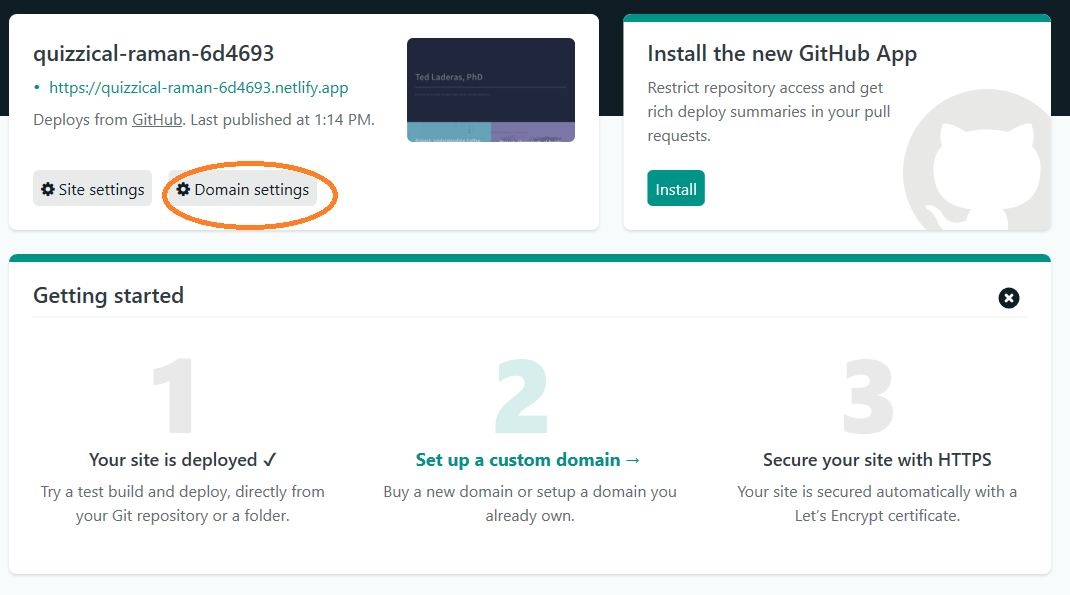 quizzical-raman-6d4693
• https://quizzical-raman-6d4693.netlify.app
Deploys from GitHub. Last published at 1:14 PM.
Site settings
Domain settings
Ted Laderas, PhD
Install the new GitHub App
Restrict repository access and get
rich deploy summaries in your pull
requests.
Install
Getting started
1
Your site is deployed ✓
Try a test build and deploy, directly from
your Git repository or a folder.
2
Set up a custom domain →
Buy a new domain or setup a domain you
already own.
3
Secure your site with HTTPS
Your site is secured automatically with a
Let’s Encrypt certificate.